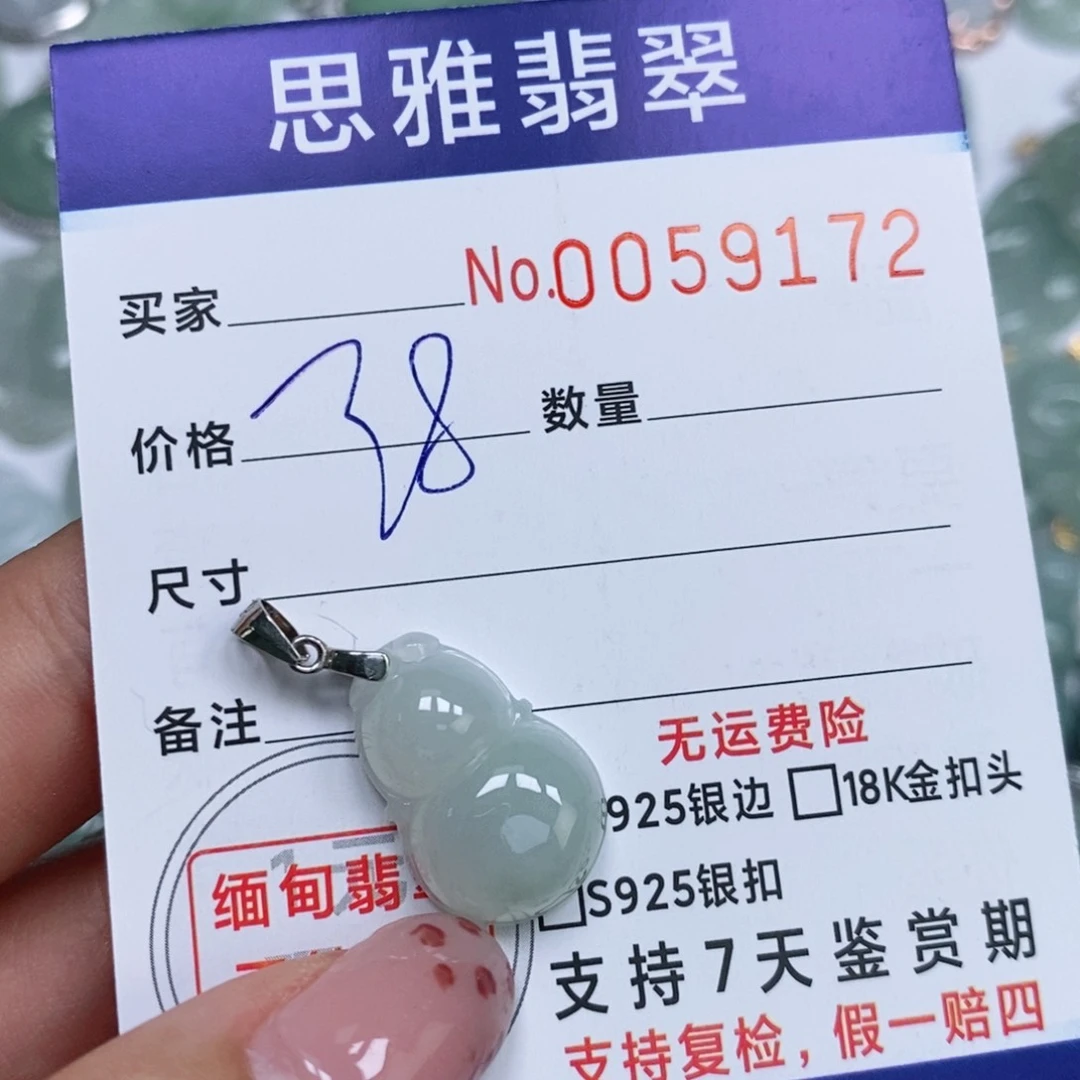 思雅翡翠
买家 No.0059172
价格 38 数量
尺寸
备注
无运费险
925银边 □18K金扣头
缅甸翡
S925银扣
支持7天鉴赏期
支持复检，假一赔四